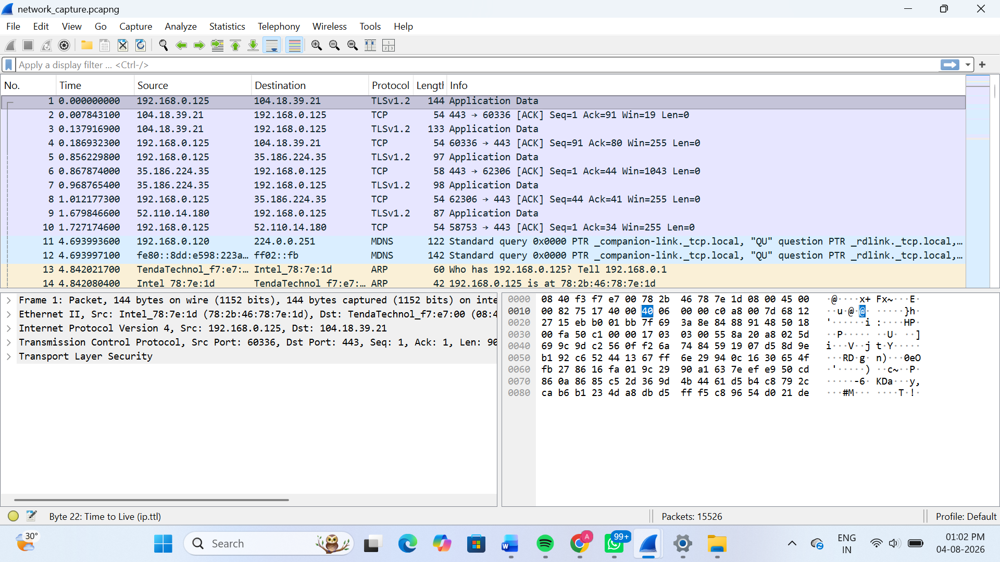 network_capture.pcapng
File Edit View Go Capture Analyze Statistics Telephony Wireless Tools Help
Apply a display filter ... <Ctrl-/>
No. Time Source Destination Protocol Length Info
1 0.000000000 192.168.0.125 104.18.39.21 TLSv1.2 144 Application Data
2 0.007843100 104.18.39.21 192.168.0.125 TCP 54 443 → 60336 [ACK] Seq=1 Ack=91 Win=19 Len=0
3 0.137916900 104.18.39.21 192.168.0.125 TLSv1.2 133 Application Data
4 0.186932300 192.168.0.125 104.18.39.21 TCP 54 60336 → 443 [ACK] Seq=91 Ack=80 Win=255 Len=0
5 0.856229800 192.168.0.125 35.186.224.35 TLSv1.2 97 Application Data
6 0.867874000 35.186.224.35 192.168.0.125 TCP 58 443 → 62306 [ACK] Seq=1 Ack=44 Win=1043 Len=0
7 0.968765400 35.186.224.35 192.168.0.125 TLSv1.2 98 Application Data
8 1.012177300 192.168.0.125 35.186.224.35 TCP 54 62306 → 443 [ACK] Seq=44 Ack=41 Win=255 Len=0
9 1.679846600 52.110.14.180 192.168.0.125 TLSv1.2 87 Application Data
10 1.727174600 192.168.0.125 52.110.14.180 TCP 54 58753 → 443 [ACK] Seq=1 Ack=34 Win=255 Len=0
11 4.693993600 192.168.0.120 224.0.0.251 MDNS 122 Standard query 0x0000 PTR _companion-link._tcp.local, "QU" question PTR _rdlink._tcp.local,…
12 4.693997100 fe80::8dd:e598:223a… ff02::fb MDNS 142 Standard query 0x0000 PTR _companion-link._tcp.local, "QU" question PTR _rdlink._tcp.local,…
13 4.842021700 TendaTechnol_f7:e7:… Intel_78:7e:1d ARP 60 Who has 192.168.0.125? Tell 192.168.0.1
14 4.842080400 Intel_78:7e:1d TendaTechnol_f7:e7:… ARP 42 192.168.0.125 is at 78:2b:46:78:7e:1d
Frame 1: Packet, 144 bytes on wire (1152 bits), 144 bytes captured (1152 bits) on inte
Ethernet II, Src: Intel_78:7e:1d (78:2b:46:78:7e:1d), Dst: TendaTechnol_f7:e7:00 (08:4
Internet Protocol Version 4, Src: 192.168.0.125, Dst: 104.18.39.21
Transmission Control Protocol, Src Port: 60336, Dst Port: 443, Seq: 1, Ack: 1, Len: 90
Transport Layer Security
0000 08 40 f3 f7 e7 00 78 2b 46 78 7e 1d 08 00 45 00 ·@····x+ Fx~···E·
0010 00 82 75 17 40 00 40 06 00 00 c0 a8 00 7d 68 12 ··u·@·@· ·····}h·
0020 27 15 eb b0 01 bb 7f 69 3a 8e 84 88 91 48 50 18 '······i :····HP·
0030 00 fa 50 c1 00 00 17 03 03 00 55 8a 20 a8 02 5d ··P····· ··U· ··]
0040 69 9c 9d c2 56 0f f2 6a 74 84 59 19 07 d5 8d 9e i···V··j t·Y·····
0050 b1 92 c6 52 44 13 67 ff 6e 29 94 0c 16 30 65 4f ···RD·g· n)···0eO
0060 fb 27 86 16 fa 01 9c 29 90 a1 63 7e ef e9 50 cd ·'·····) ··c~··P·
0070 86 0a 86 85 c5 2d 36 9d 4b 44 61 d5 b4 c8 79 2c ·····-6· KDa···y,
0080 ca b6 b1 23 4d a8 db d5 ff f5 c8 96 54 d0 21 de ···#M··· ····T·!·
Byte 22: Time to Live (ip.ttl)
Packets: 15526
Profile: Default
30°
Search
A
99+
ENG
IN
01:02 PM
04-08-2026